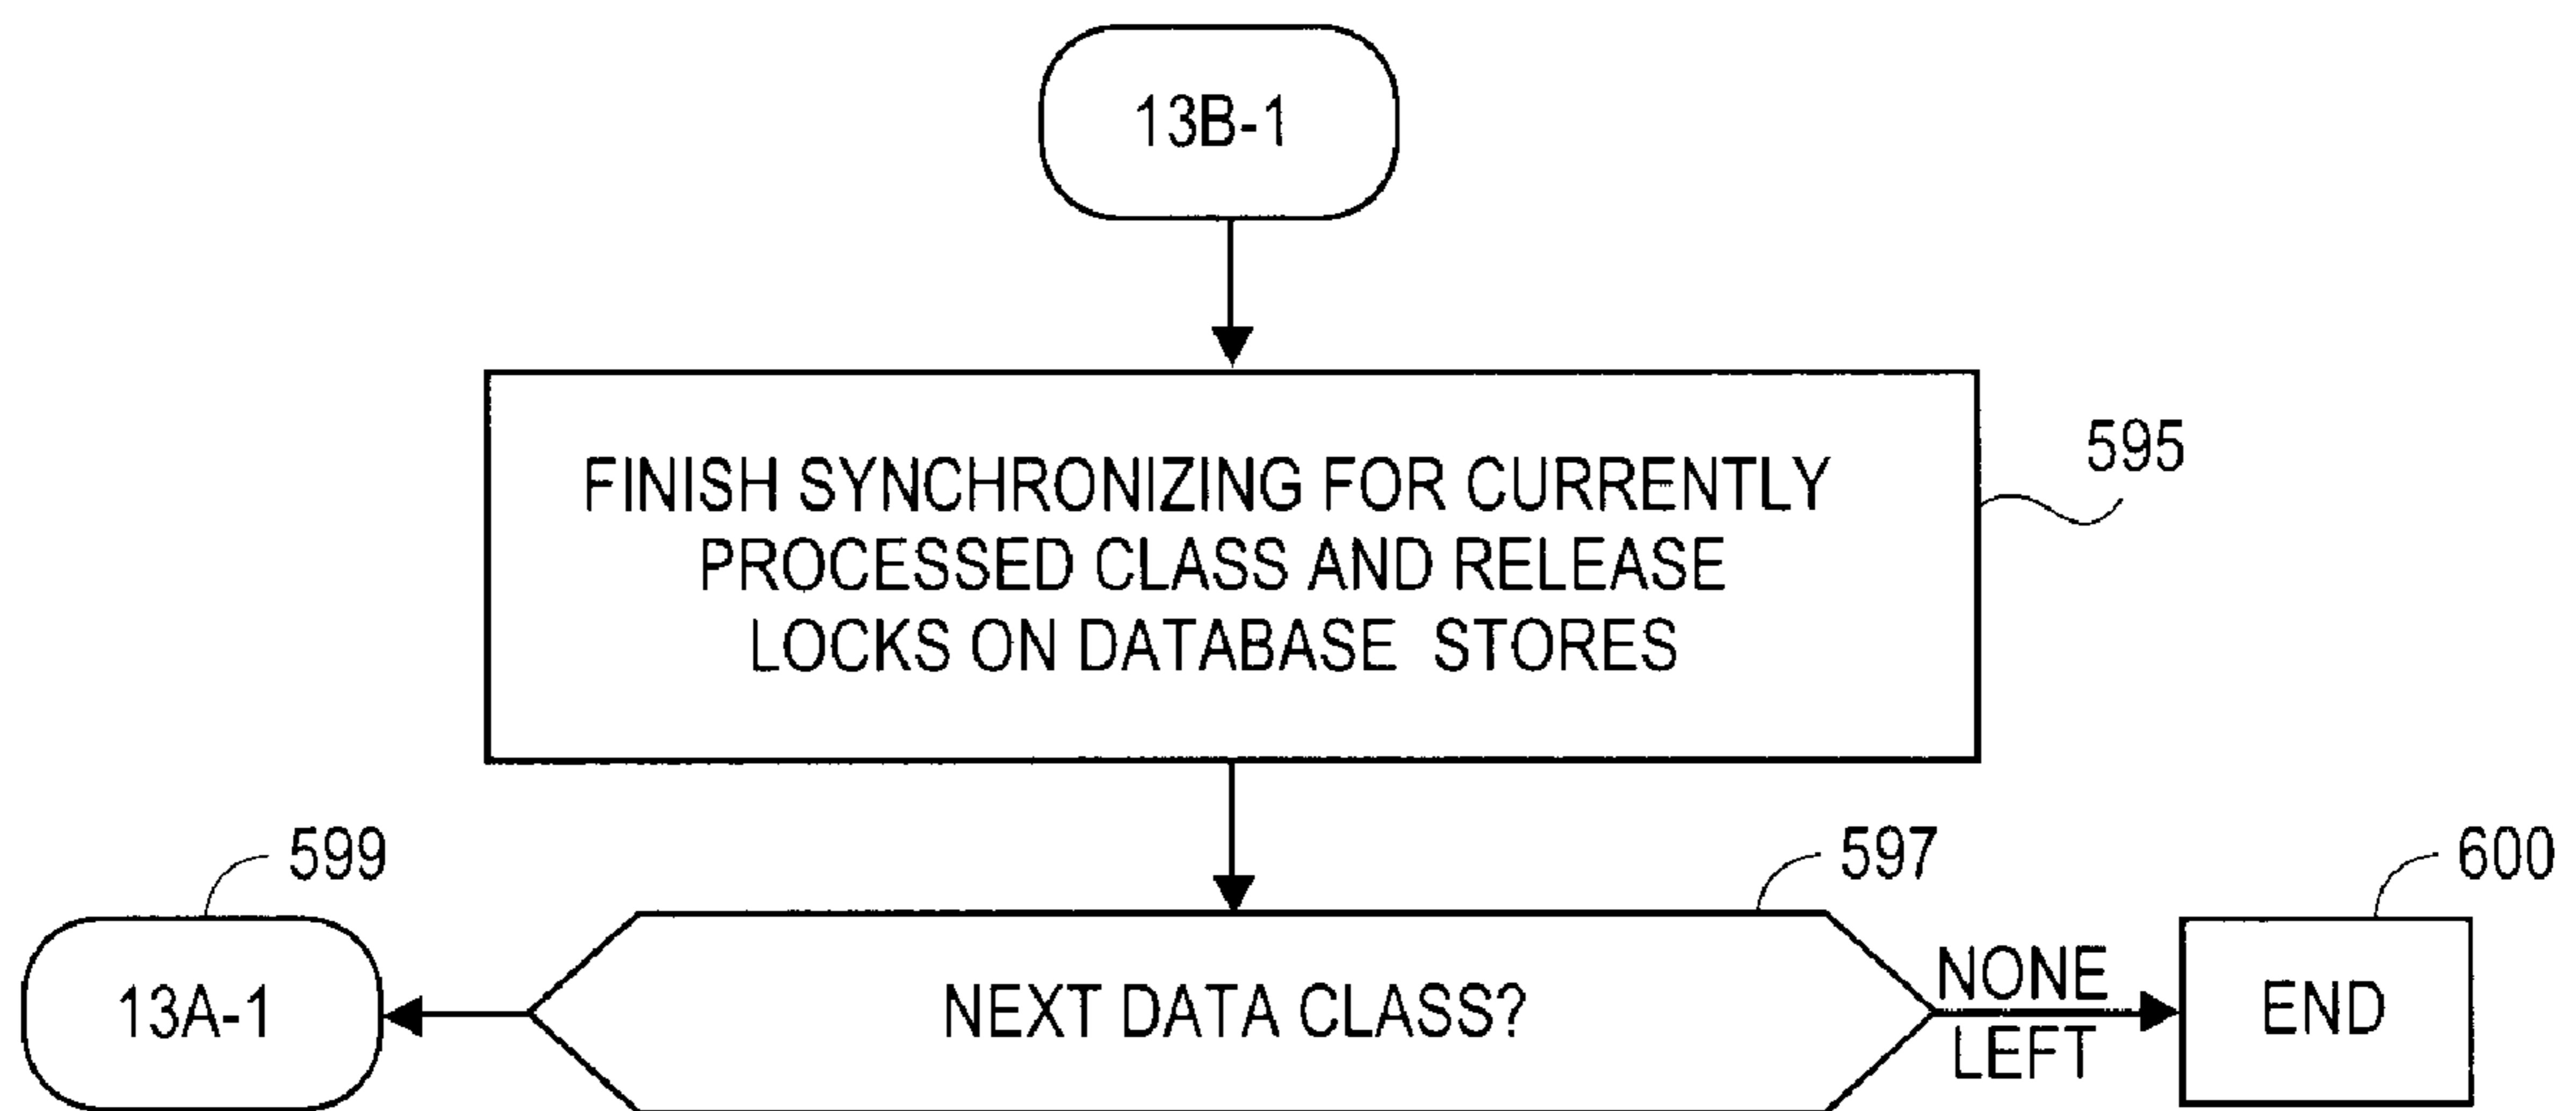 13B-1
FINISH SYNCHRONIZING FOR CURRENTLY
PROCESSED CLASS AND RELEASE
LOCKS ON DATABASE STORES
595
599
597
600
13A-1
NEXT DATA CLASS?
NONE
LEFT
END